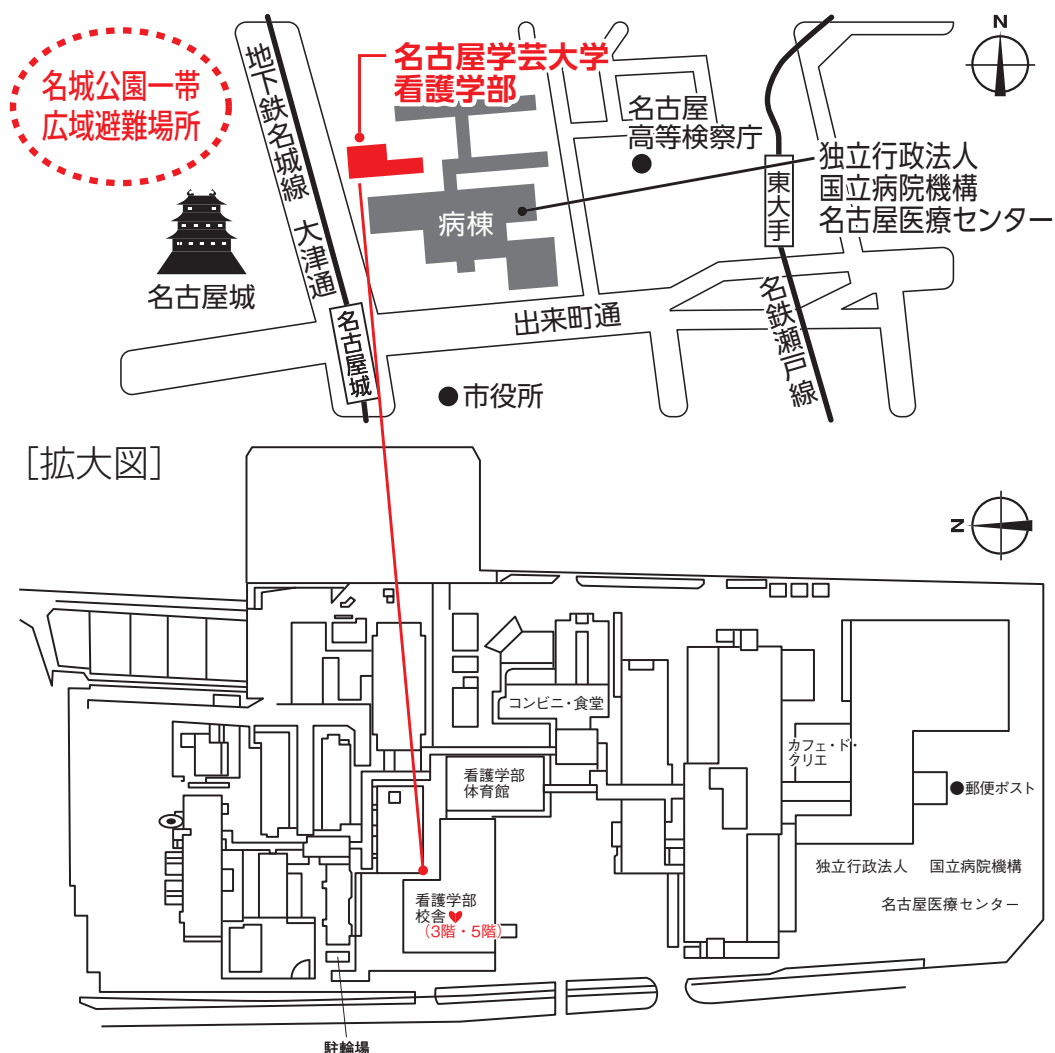 名城公園一帯
広域避難場所
名古屋学芸大学
看護学部
N
名古屋
高等検察庁
独立行政法人
国立病院機構
名古屋医療センター
地下鉄名城線 大津通
病棟
東大手
名古屋城
名古屋城
出来町通
名鉄瀬戸線
市役所
［拡大図］
N
コンビニ・食堂
カフェ・ド・
クリエ
看護学部
体育館
郵便ポスト
独立行政法人 国立病院機構
名古屋医療センター
看護学部
校舎
（3階・5階）
駐輪場